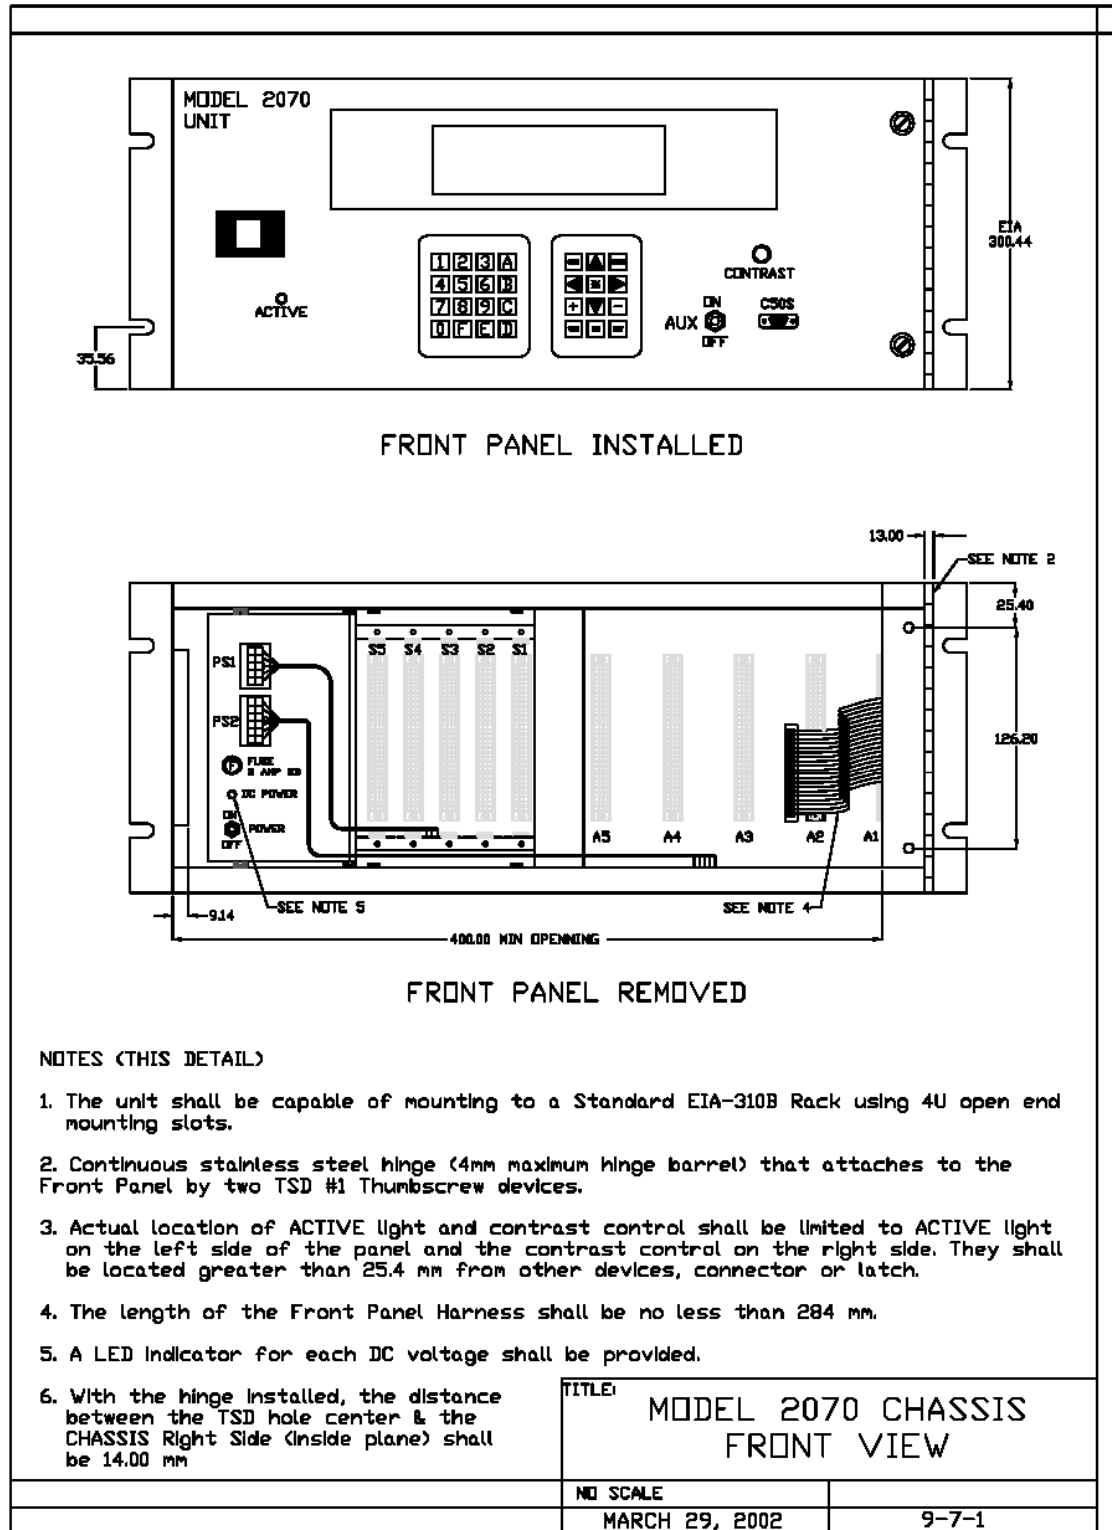 MODEL 2070
UNIT
EIA
300.44
1 2 3 A
4 5 6 B
7 8 9 C
0 F E D
+ -
CONTRAST
ACTIVE
ON
C50S
AUX
OFF
35.56
FRONT PANEL INSTALLED
13.00
SEE NOTE 2
25.40
S5 S4 S3 S2 S1
PS1
PS2
126.20
F FUSE
AMP
DC POWER
ON
POWER
OFF
A5 A4 A3 A2 A1
SEE NOTE 5
SEE NOTE 4
9.14
400.00 MIN OPENNING
FRONT PANEL REMOVED
NOTES (THIS DETAIL)
1. The unit shall be capable of mounting to a Standard EIA-310B Rack using 4U open end
mounting slots.
2. Continuous stainless steel hinge (4mm maximum hinge barrel) that attaches to the
Front Panel by two TSD #1 Thumbscrew devices.
3. Actual location of ACTIVE light and contrast control shall be limited to ACTIVE light
on the left side of the panel and the contrast control on the right side. They shall
be located greater than 25.4 mm from other devices, connector or latch.
4. The length of the Front Panel Harness shall be no less than 284 mm.
5. A LED indicator for each DC voltage shall be provided.
6. With the hinge installed, the distance
between the TSD hole center & the
CHASSIS Right Side (inside plane) shall
be 14.00 mm
TITLE:
MODEL 2070 CHASSIS
FRONT VIEW
NO SCALE
MARCH 29, 2002
9-7-1